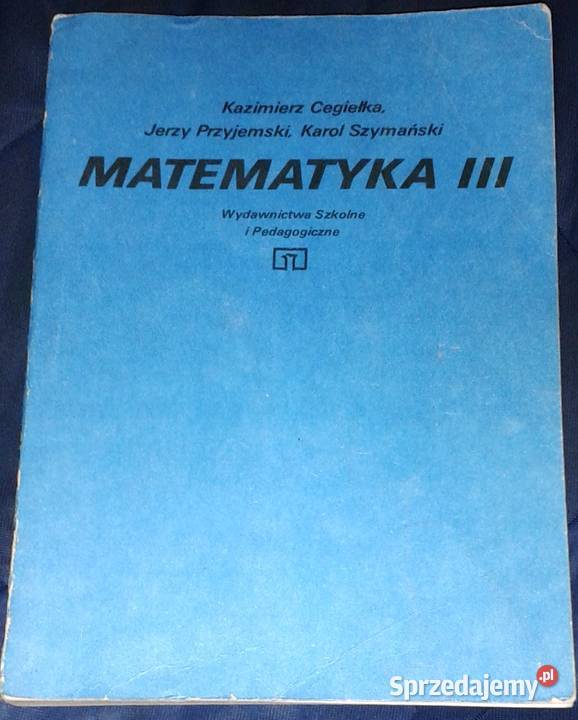 Kazimierz Cegiełka,
Jerzy Przyjemski, Karol Szymański
MATEMATYKA III
Wydawnictwa Szkolne
i Pedagogiczne
Sprzedajemy.pl